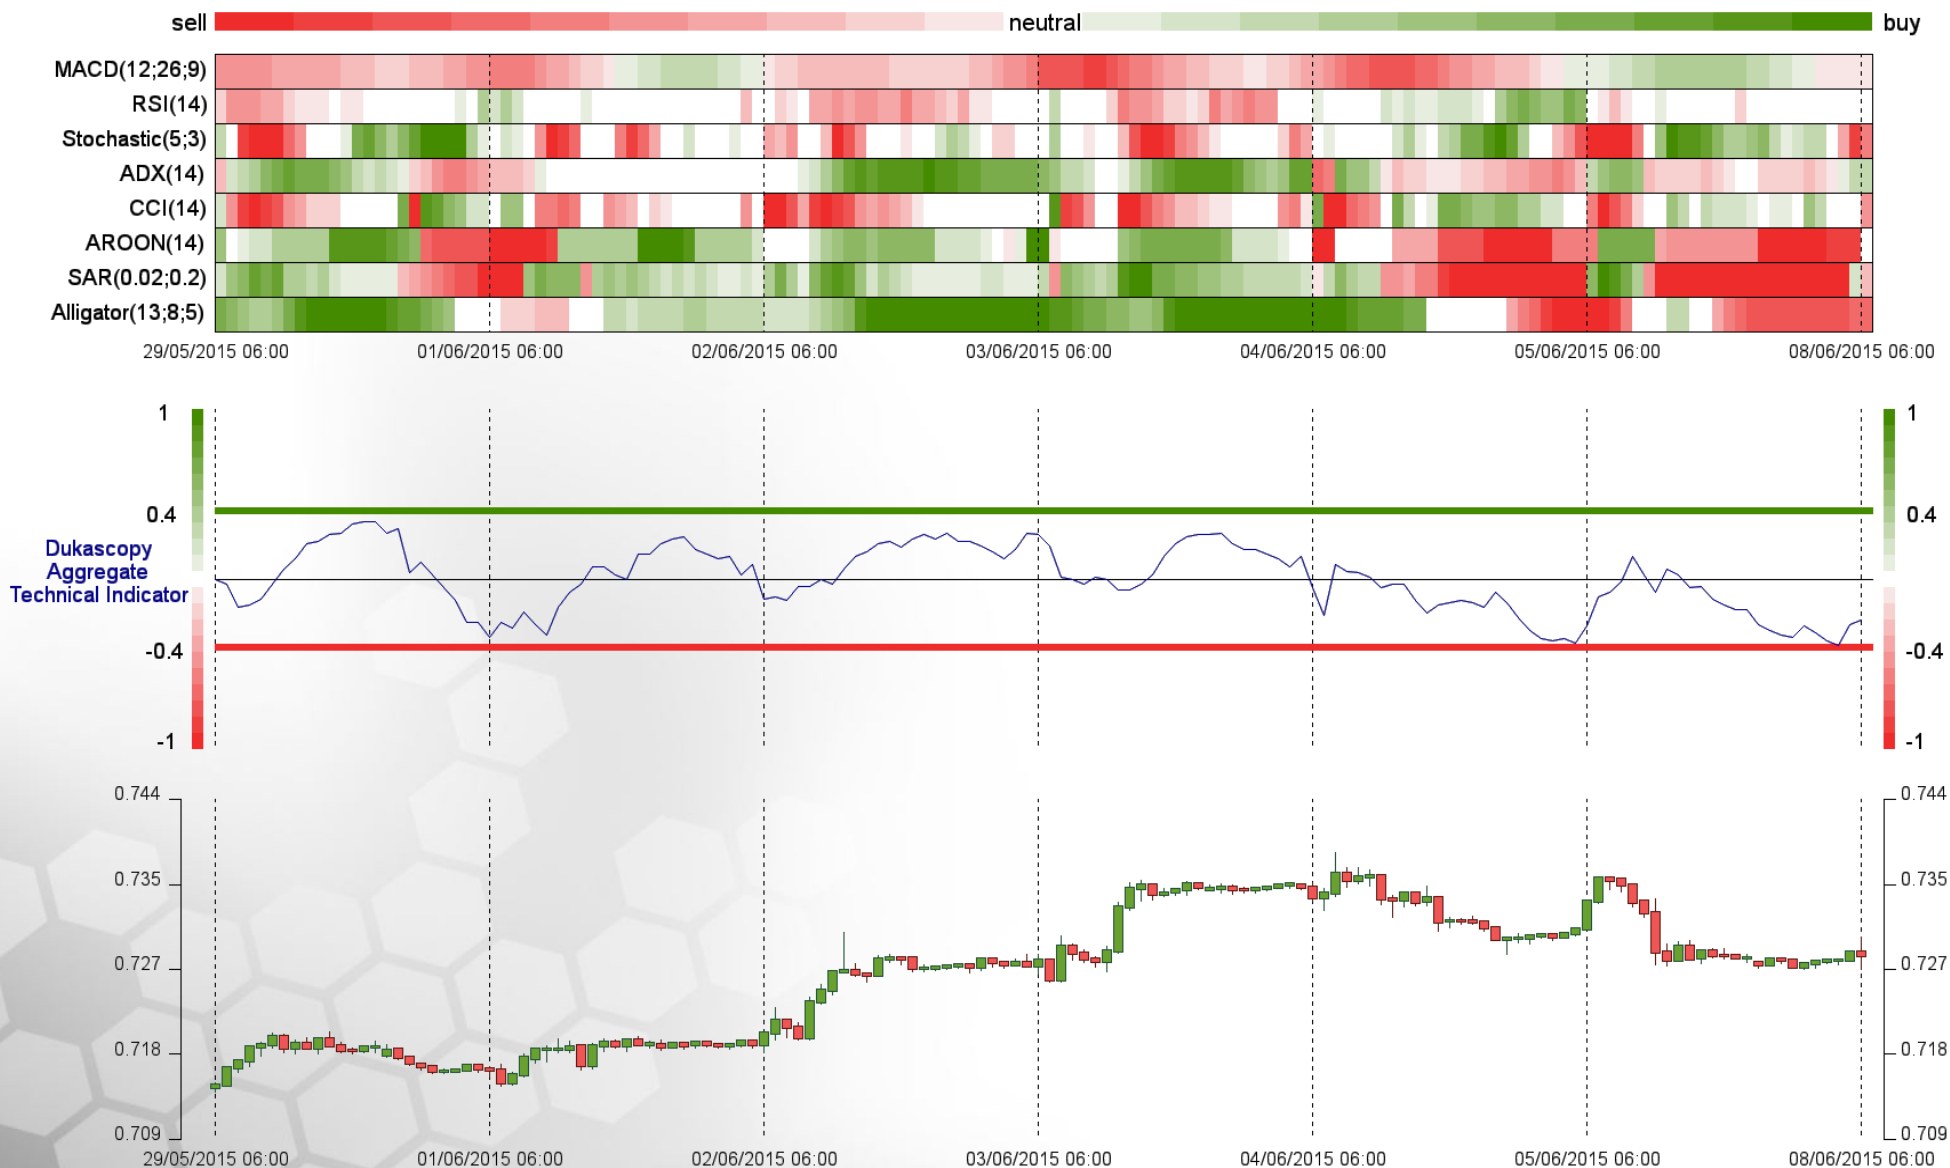 sell neutral buy
MACD(12;26;9)
RSI(14)
Stochastic(5;3)
ADX(14)
CCI(14)
AROON(14)
SAR(0.02;0.2)
Alligator(13;8;5)
29/05/2015 06:00 01/06/2015 06:00 02/06/2015 06:00 03/06/2015 06:00 04/06/2015 06:00 05/06/2015 06:00 08/06/2015 06:00
1 1
0.4 0.4
Dukascopy
Aggregate
Technical Indicator
-0.4 -0.4
-1 -1
0.744 0.744
0.735 0.735
0.727 0.727
0.718 0.718
0.709 0.709
29/05/2015 06:00 01/06/2015 06:00 02/06/2015 06:00 03/06/2015 06:00 04/06/2015 06:00 05/06/2015 06:00 08/06/2015 06:00